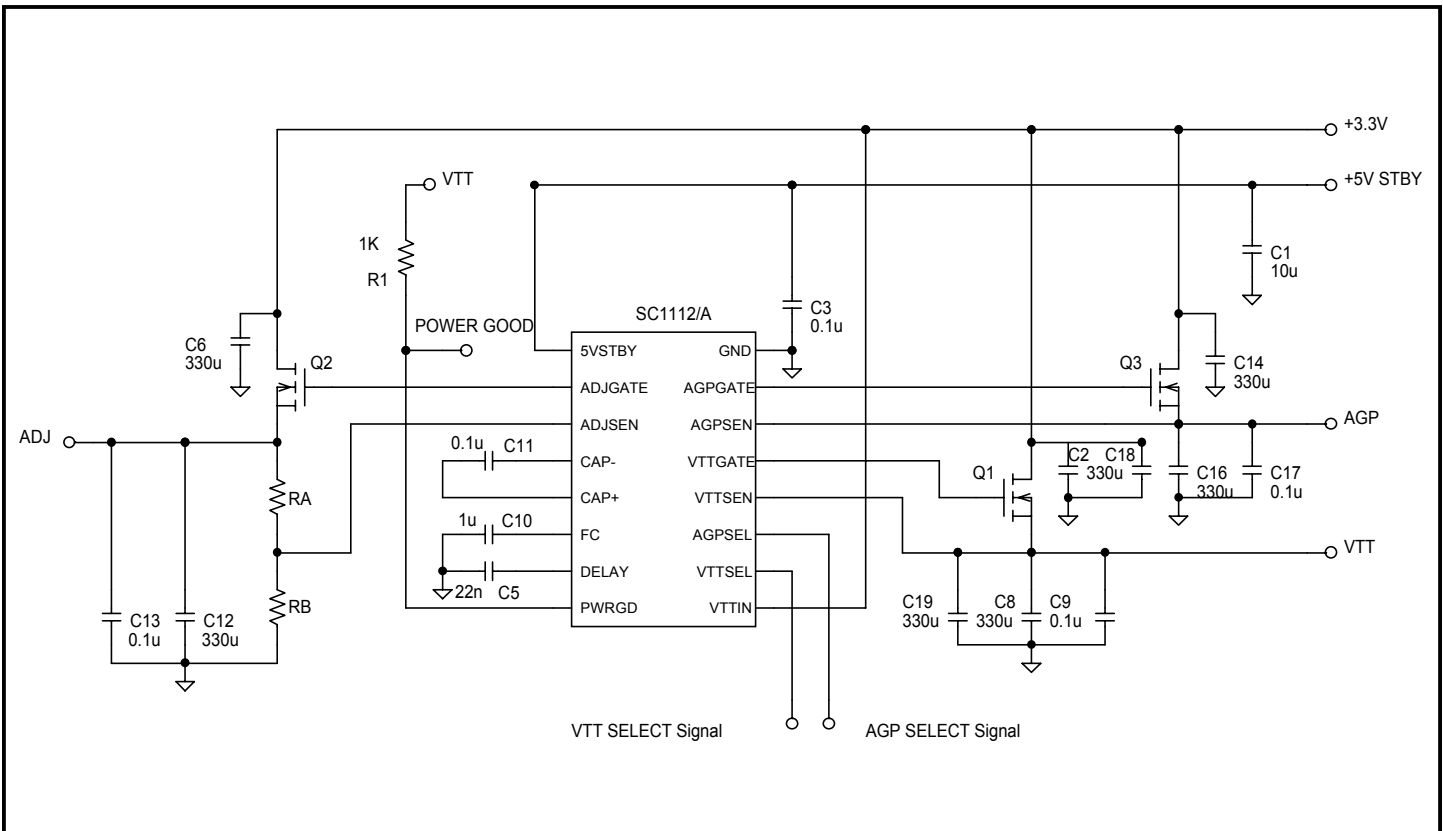 +3.3V
VTT
+5V STBY
1K
R1
C1
10u
SC1112/A
C3
0.1u
POWER GOOD
C6
330u
Q2
5VSTBY
GND
Q3
C14
330u
ADJGATE
AGPGATE
ADJ
ADJSEN
AGPSEN
AGP
0.1u
C11
CAP-
VTTGATE
C2
C18
330u
Q1
C16
330u
C17
0.1u
RA
CAP+
VTTSEN
1u
C10
FC
AGPSEL
VTT
22n
C5
DELAY
VTTSEL
RB
PWRGD
VTTIN
C19
330u
C8
330u
C9
0.1u
C13
0.1u
C12
330u
VTT SELECT Signal
AGP SELECT Signal